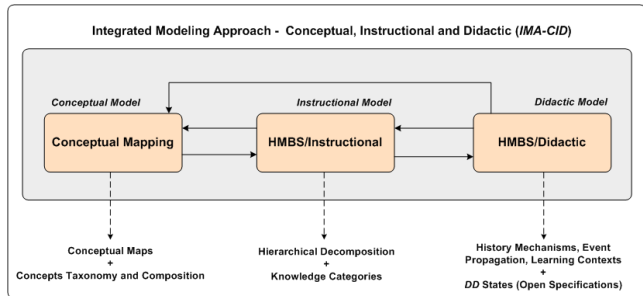 Integrated Modeling Approach - Conceptual, Instructional and Didactic (IMA-CID)
Conceptual Model
Instructional Model
Didactic Model
Conceptual Mapping
HMBS/Instructional
HMBS/Didactic
Conceptual Maps
+
Concepts Taxonomy and Composition
Hierarchical Decomposition
+
Knowledge Categories
History Mechanisms, Event
Propagation, Learning Contexts
+
DD States (Open Specifications)